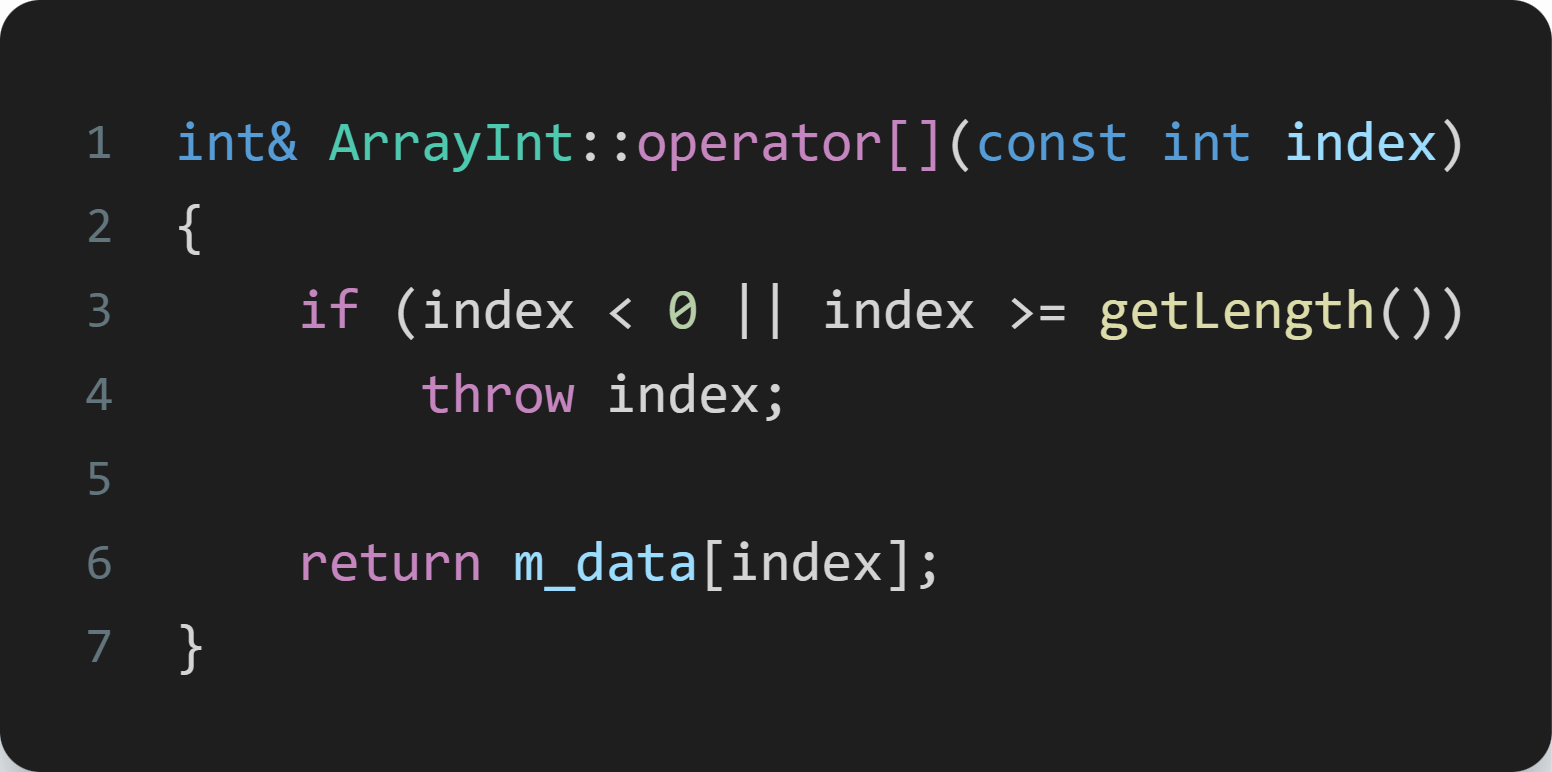 1 int& ArrayInt::operator[](const int index)
2 {
3     if (index < 0 || index >= getLength())
4         throw index;
5
6     return m_data[index];
7 }